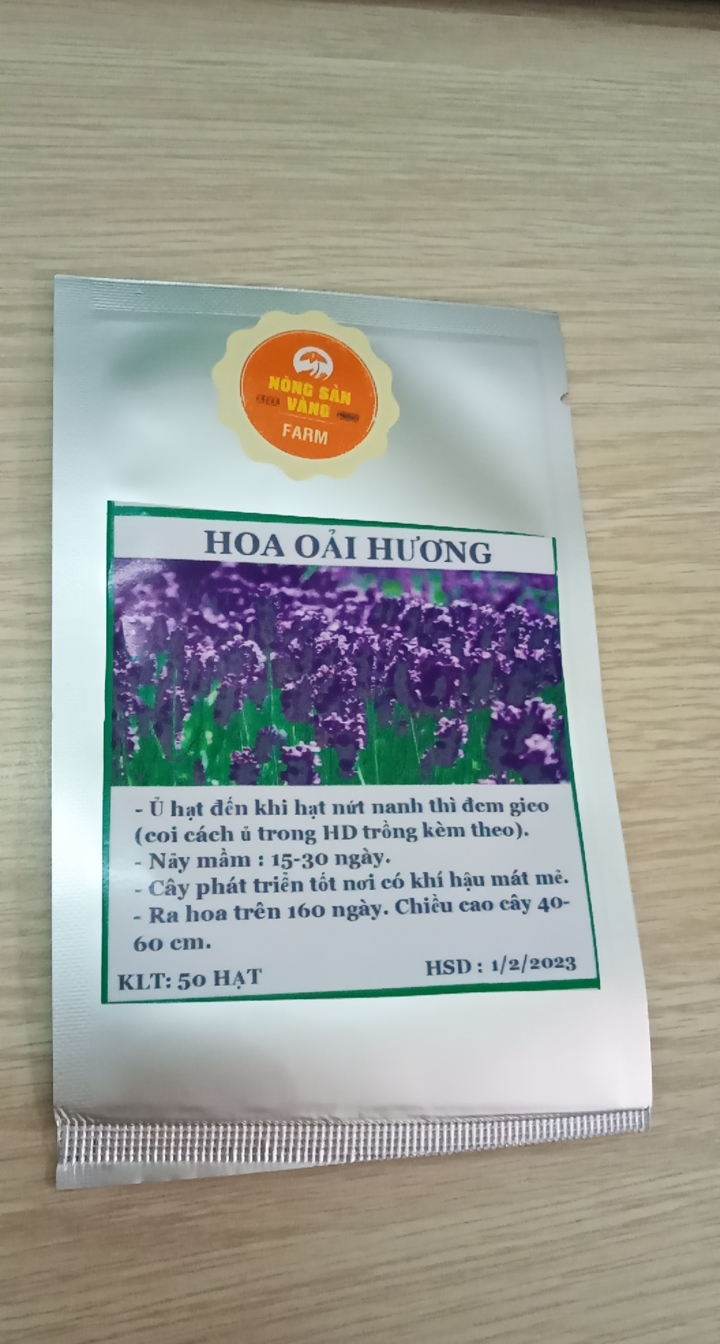 NÔNG SẢN
VÀNG
FARM
HOA OẢI HƯƠNG
- Ủ hạt đến khi hạt nứt nanh thì đem gieo
(coi cách ủ trong HD trồng kèm theo).
- Nảy mầm : 15-30 ngày.
- Cây phát triển tốt nơi có khí hậu mát mẻ.
- Ra hoa trên 160 ngày. Chiều cao cây 40-
60 cm.
KLT: 50 HẠT
HSD : 1/2/2023